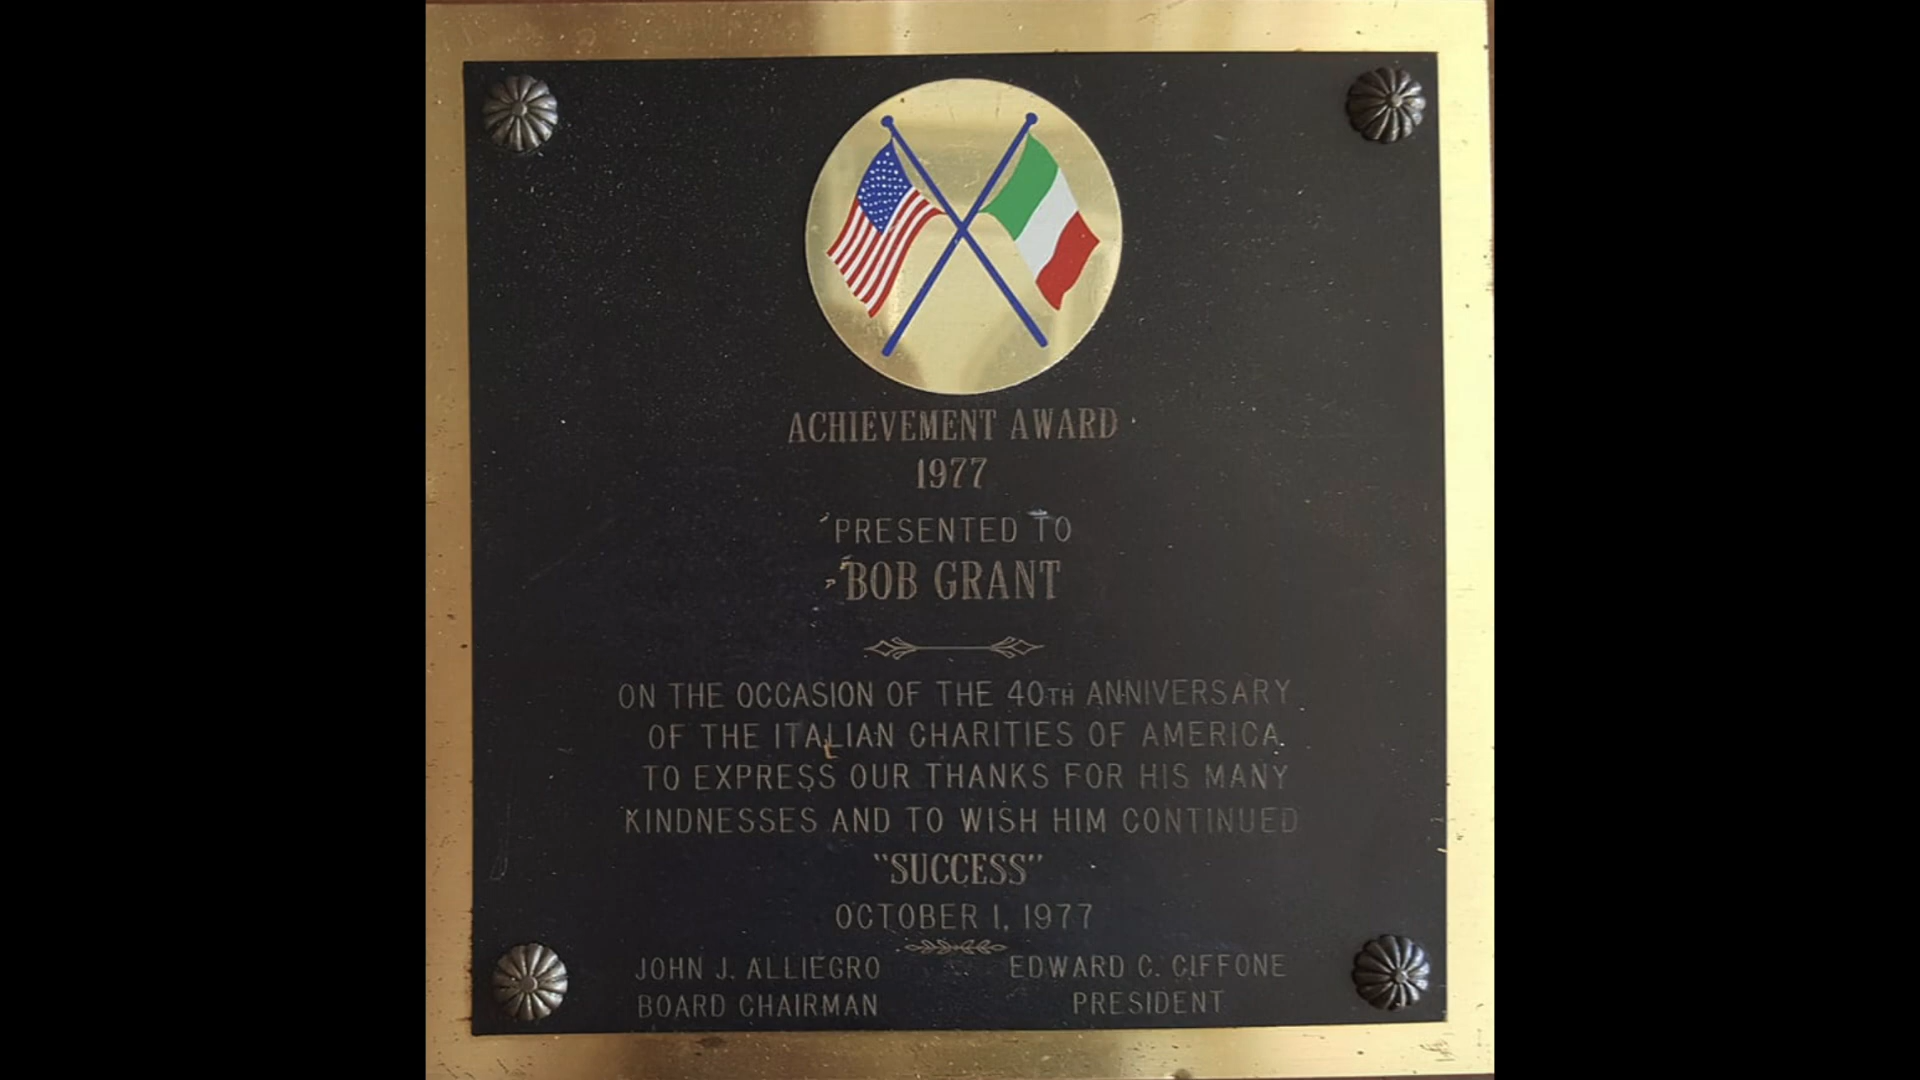 ACHIEVEMENT AWARD
1977
PRESENTED TO
BOB GRANT
ON THE OCCASION OF THE 40TH ANNIVERSARY
OF THE ITALIAN CHARITIES OF AMERICA
TO EXPRESS OUR THANKS FOR HIS MANY
KINDNESSES AND TO WISH HIM CONTINUED
"SUCCESS"
OCTOBER 1, 1977
JOHN J. ALLIEGRO EDWARD C. CIFFONE
BOARD CHAIRMAN PRESIDENT